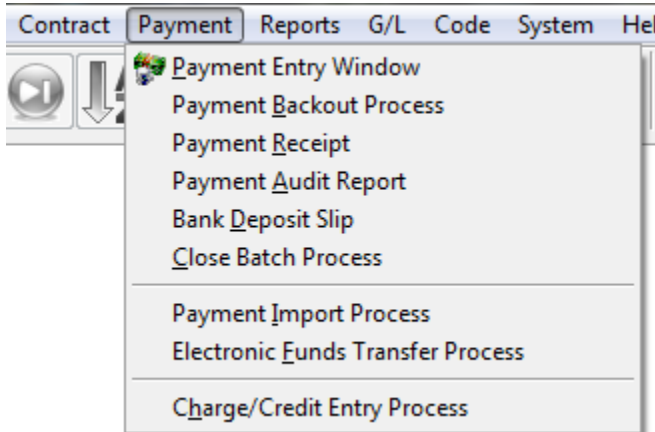 Contract Payment Reports G/L Code System
Payment Entry Window
Payment Backout Process
Payment Receipt
Payment Audit Report
Bank Deposit Slip
Close Batch Process
Payment Import Process
Electronic Funds Transfer Process
Charge/Credit Entry Process